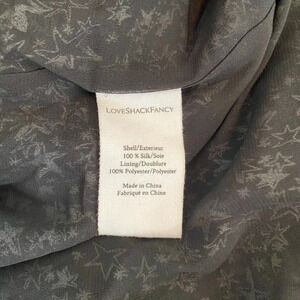 LOVESHACKFANCY
Shell/Exterieur
100 % Silk/Soie
Lining/Doublure
100% Polyester/Polyester
Made in China
Fabriqué en Chine